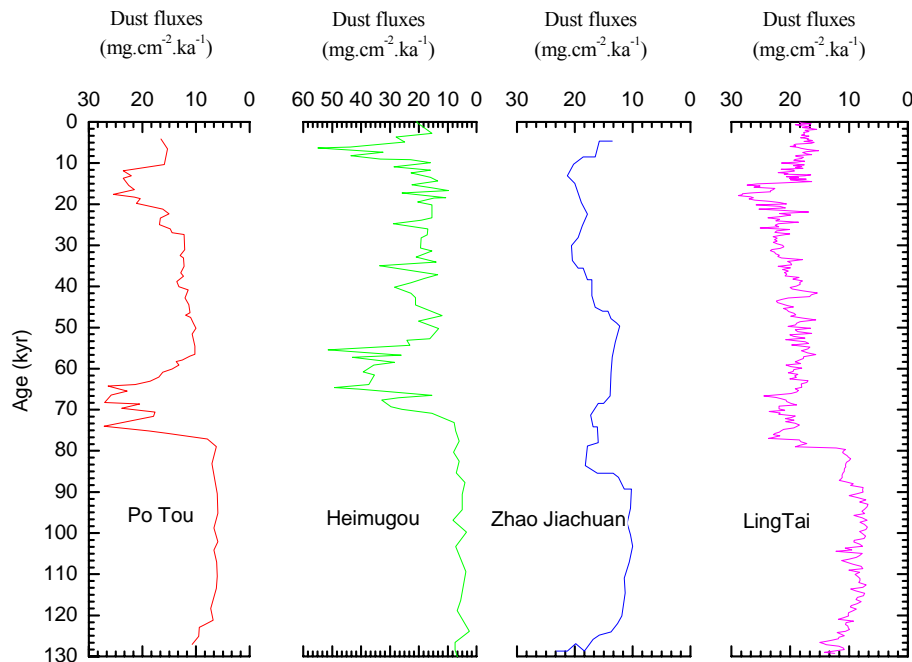 Dust fluxes Dust fluxes Dust fluxes Dust fluxes
(mg.cm-2.ka-1) (mg.cm-2.ka-1) (mg.cm-2.ka-1) (mg.cm-2.ka-1)
30 20 10 0 60 50 40 30 20 10 0 30 20 10 0 30 20 10 0
0
10
20
30
40
50
60
70
80
90
100
110
120
130
Age (kyr)
Po Tou
Heimugou
Zhao Jiachuan
LingTai